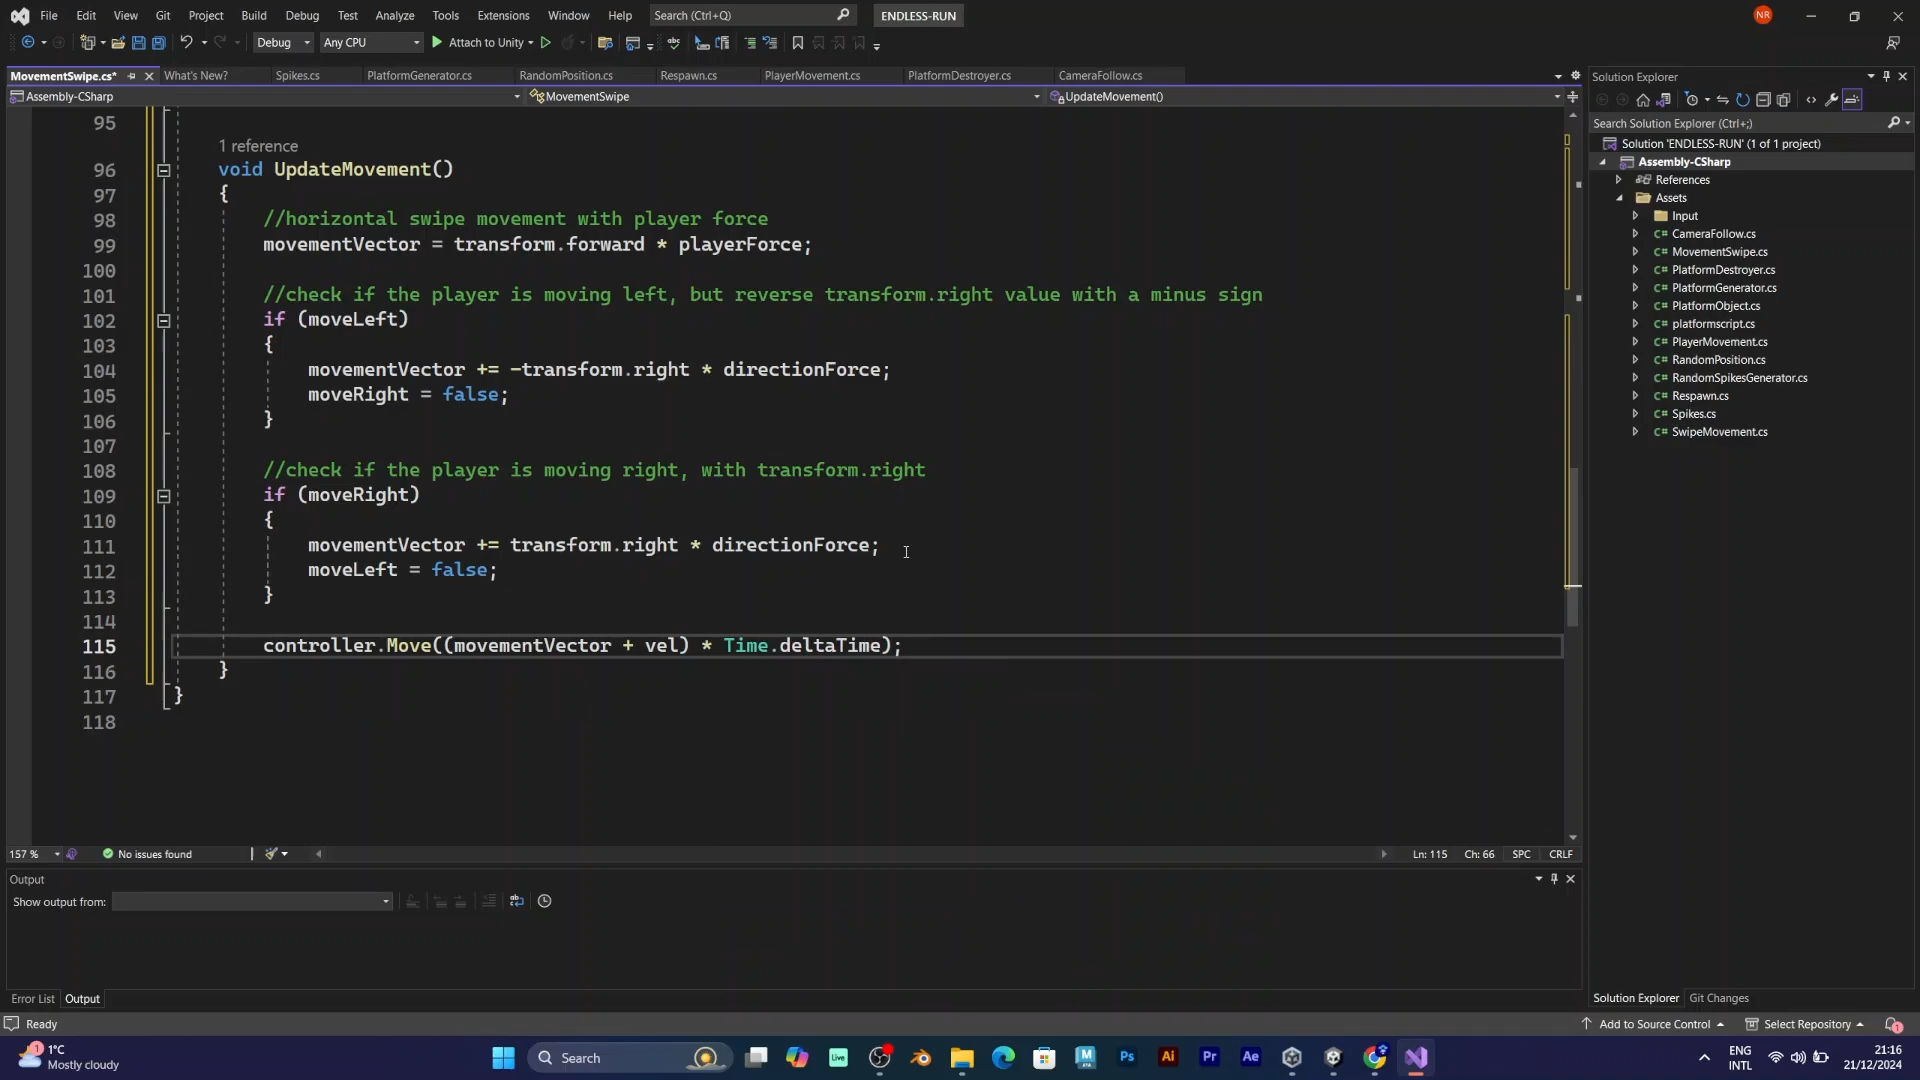 File Edit View Git Project Build Debug Test Analyze Tools Extensions Window Help Search (Ctrl+Q) ENDLESS-RUN NR
Debug Any CPU Attach to Unity
MovementSwipe.cs* What's New? Spikes.cs PlatformGenerator.cs RandomPosition.cs Respawn.cs PlayerMovement.cs PlatformDestroyer.cs CameraFollow.cs
Assembly-CSharp MovementSwipe UpdateMovement()
95
1 reference
96 void UpdateMovement()
97 {
98 //horizontal swipe movement with player force
99 movementVector = transform.forward * playerForce;
100
101 //check if the player is moving left, but reverse transform.right value with a minus sign
102 if (moveLeft)
103 {
104 movementVector += -transform.right * directionForce;
105 moveRight = false;
106 }
107
108 //check if the player is moving right, with transform.right
109 if (moveRight)
110 {
111 movementVector += transform.right * directionForce;
112 moveLeft = false;
113 }
114
115 controller.Move((movementVector + vel) * Time.deltaTime);
116 }
117 }
118
157 % No issues found Ln: 115 Ch: 66 SPC CRLF
Output
Show output from:
Error List Output
Solution Explorer
Search Solution Explorer (Ctrl+;)
Solution 'ENDLESS-RUN' (1 of 1 project)
Assembly-CSharp
References
Assets
Input
C# CameraFollow.cs
C# MovementSwipe.cs
C# PlatformDestroyer.cs
C# PlatformGenerator.cs
C# PlatformObject.cs
C# platformscript.cs
C# PlayerMovement.cs
C# RandomPosition.cs
C# RandomSpikesGenerator.cs
C# Respawn.cs
C# Spikes.cs
C# SwipeMovement.cs
Solution Explorer Git Changes
Ready Add to Source Control Select Repository 1
1 1°C
Mostly cloudy
Search Live M Ps Ai Pr Ae
ENG
INTL
21:16
21/12/2024